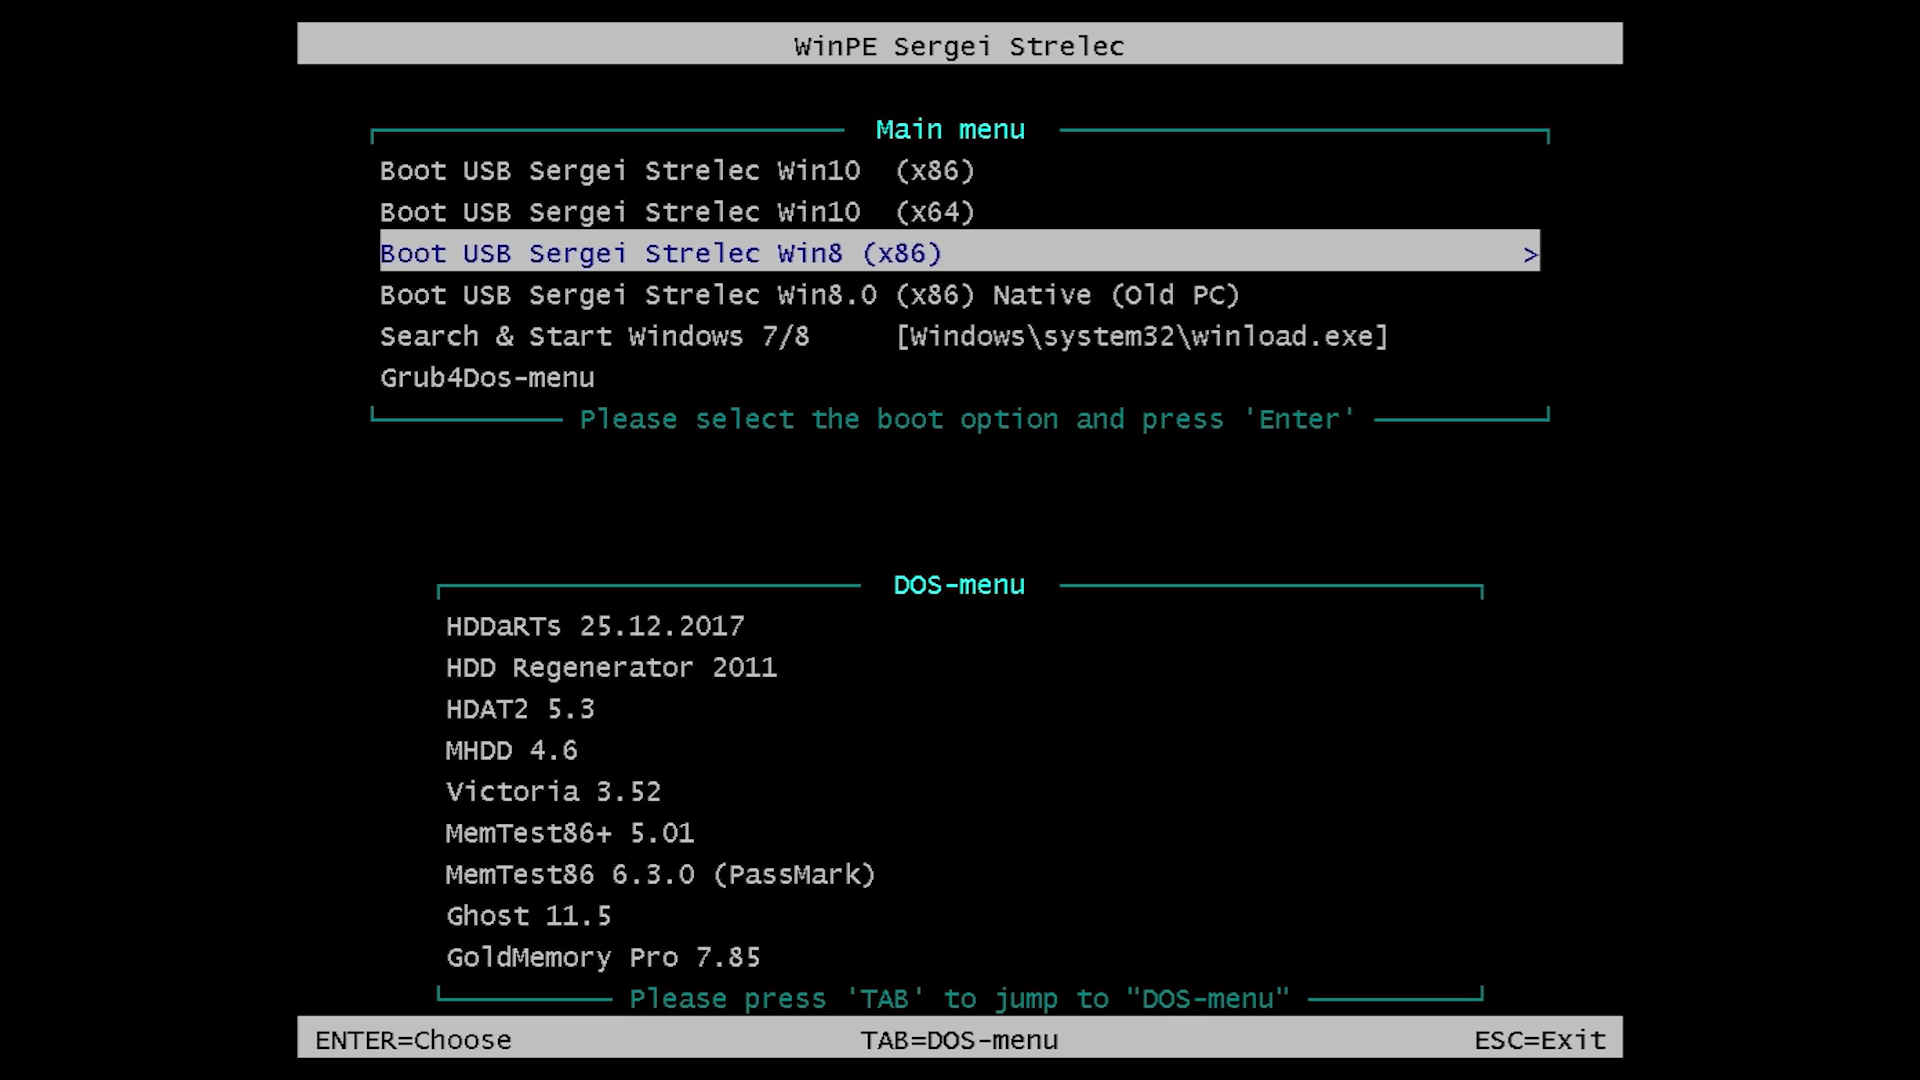 WinPE Sergei Strelec
Main menu
Boot USB Sergei Strelec Win10  (x86)
Boot USB Sergei Strelec Win10  (x64)
Boot USB Sergei Strelec Win8 (x86) >
Boot USB Sergei Strelec Win8.0 (x86) Native (Old PC)
Search & Start Windows 7/8     [Windows\system32\winload.exe]
Grub4Dos-menu
Please select the boot option and press 'Enter'
DOS-menu
HDDaRTs 25.12.2017
HDD Regenerator 2011
HDAT2 5.3
MHDD 4.6
Victoria 3.52
MemTest86+ 5.01
MemTest86 6.3.0 (PassMark)
Ghost 11.5
GoldMemory Pro 7.85
Please press 'TAB' to jump to "DOS-menu"
ENTER=Choose TAB=DOS-menu ESC=Exit